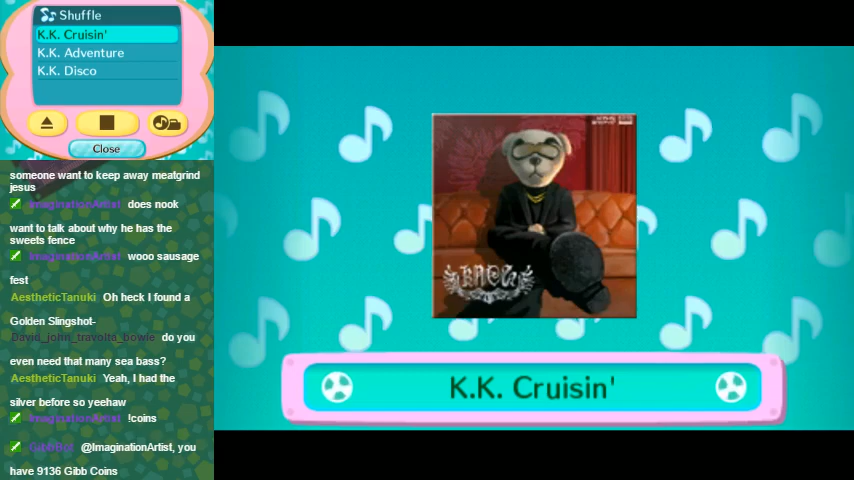 Shuffle
K.K. Cruisin'
K.K. Adventure
K.K. Disco
Close
someone want to keep away meatgrind
jesus
ImaginationArtist does nook
want to talk about why he has the
sweets fence
ImaginationArtist wooo sausage
fest
AestheticTanuki Oh heck I found a
Golden Slingshot-
David_john_travolta_bowie do you
even need that many sea bass?
AestheticTanuki Yeah, I had the
silver before so yeehaw
ImaginationArtist !coins
GibbBot @ImaginationArtist, you
have 9136 Gibb Coins
K.K. Cruisin'